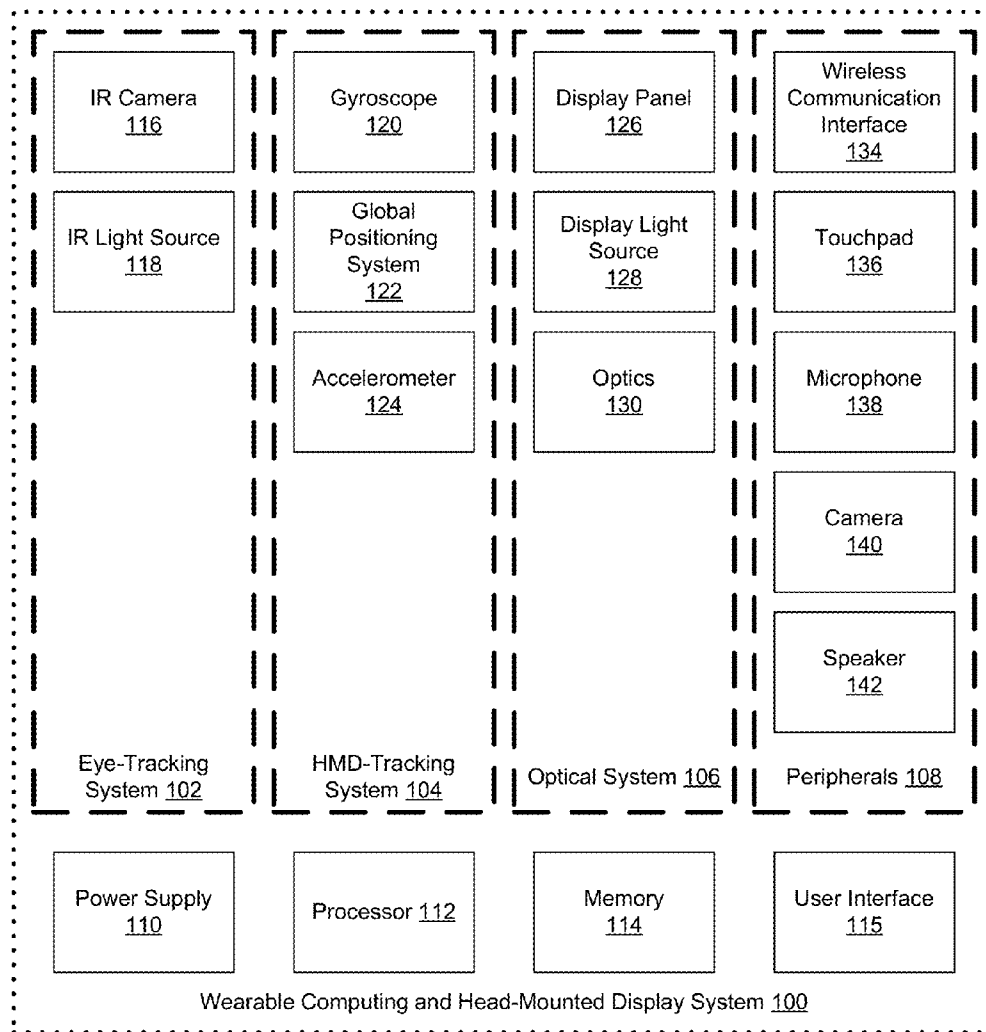 IR Camera
116
IR Light Source
118
Eye-Tracking
System 102
Gyroscope
120
Global
Positioning
System
122
Accelerometer
124
HMD-Tracking
System 104
Display Panel
126
Display Light
Source
128
Optics
130
Optical System 106
Wireless
Communication
Interface
134
Touchpad
136
Microphone
138
Camera
140
Speaker
142
Peripherals 108
Power Supply
110
Processor 112
Memory
114
User Interface
115
Wearable Computing and Head-Mounted Display System 100